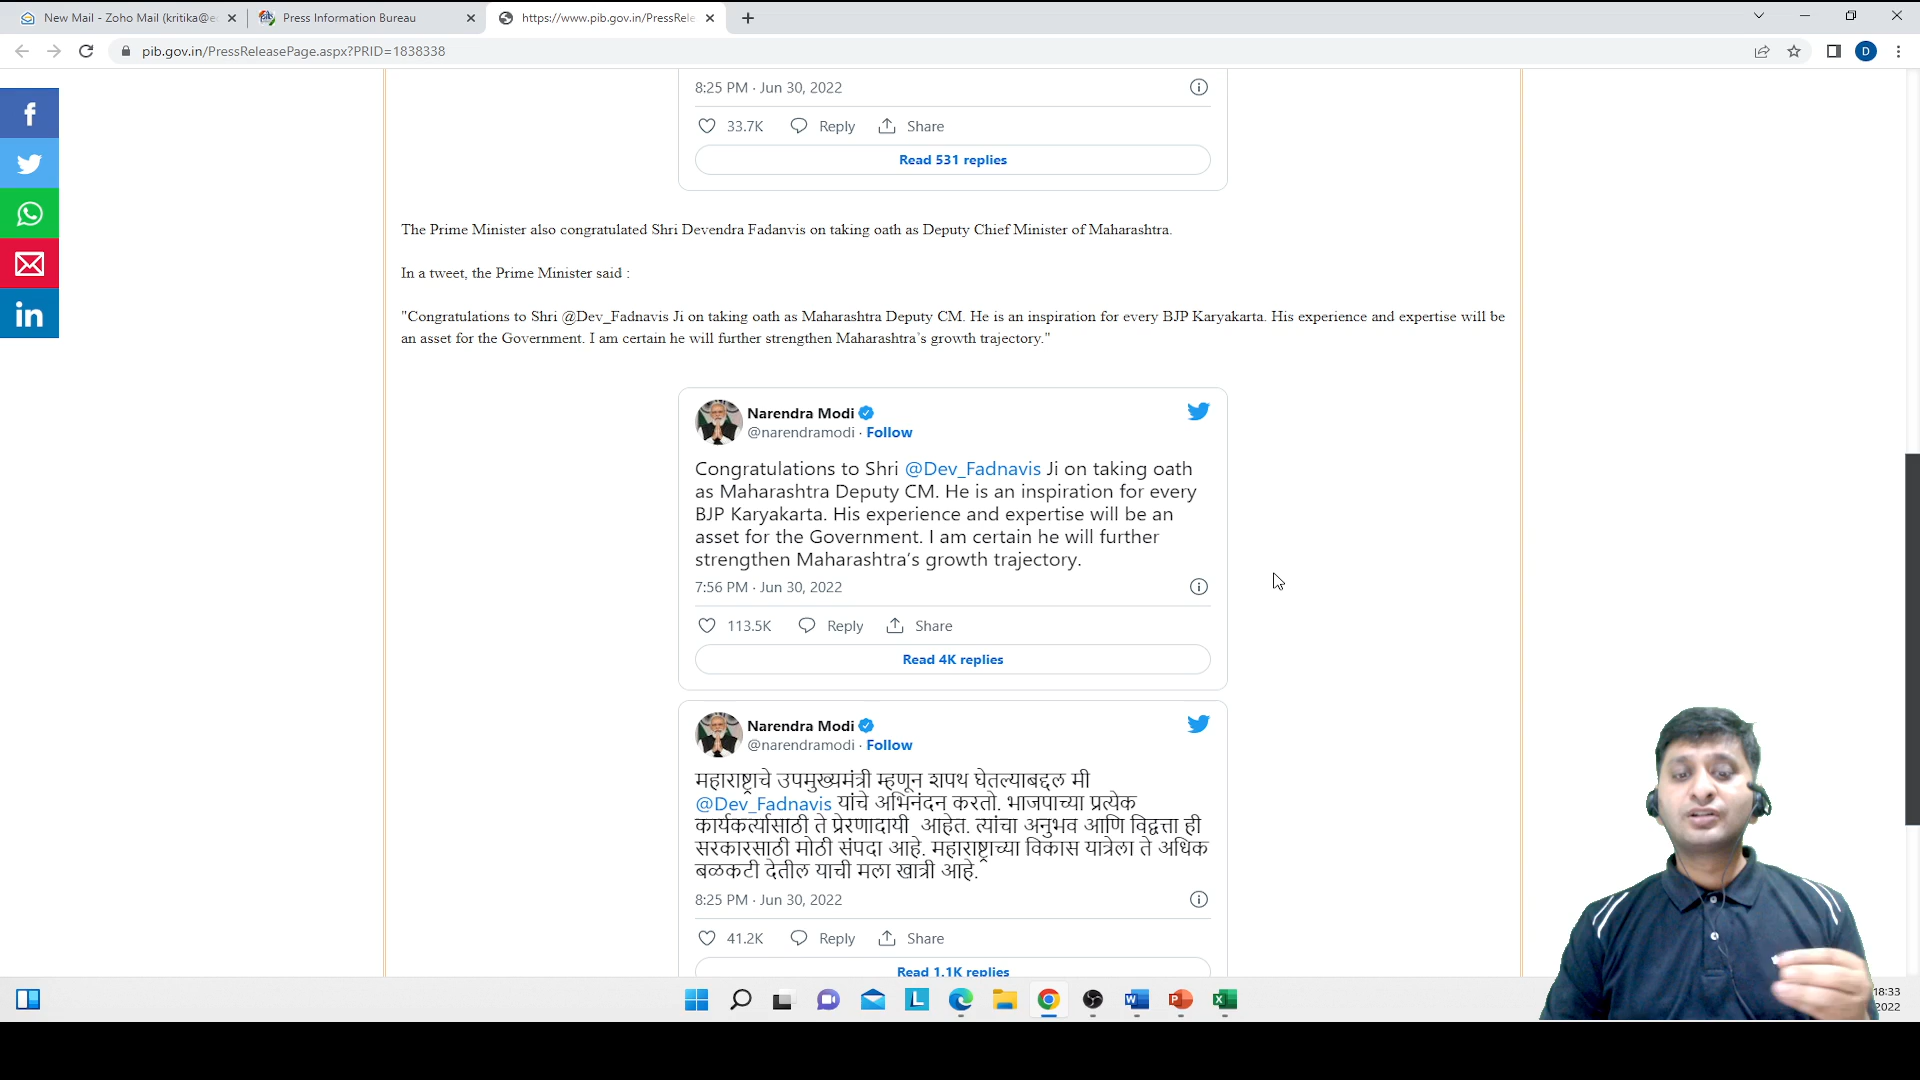 New Mail - Zoho Mail (kritika@e
Press Information Bureau
https://www.pib.gov.in/PressRele
pib.gov.in/PressReleasePage.aspx?PRID=1838338
D
8:25 PM · Jun 30, 2022
33.7K Reply Share
Read 531 replies
The Prime Minister also congratulated Shri Devendra Fadanvis on taking oath as Deputy Chief Minister of Maharashtra.
In a tweet, the Prime Minister said :
"Congratulations to Shri @Dev_Fadnavis Ji on taking oath as Maharashtra Deputy CM. He is an inspiration for every BJP Karyakarta. His experience and expertise will be
an asset for the Government. I am certain he will further strengthen Maharashtra's growth trajectory."
Narendra Modi
@narendramodi · Follow
Congratulations to Shri @Dev_Fadnavis Ji on taking oath
as Maharashtra Deputy CM. He is an inspiration for every
BJP Karyakarta. His experience and expertise will be an
asset for the Government. I am certain he will further
strengthen Maharashtra's growth trajectory.
7:56 PM · Jun 30, 2022
113.5K Reply Share
Read 4K replies
Narendra Modi
@narendramodi · Follow
महाराष्ट्राचे उपमुख्यमंत्री म्हणून शपथ घेतल्याबद्दल मी
@Dev_Fadnavis यांचे अभिनंदन करतो. भाजपाच्या प्रत्येक
कार्यकर्त्यासाठी ते प्रेरणादायी आहेत. त्यांचा अनुभव आणि विद्वत्ता ही
सरकारसाठी मोठी संपदा आहे. महाराष्ट्राच्या विकास यात्रेला ते अधिक
बळकटी देतील याची मला खात्री आहे.
8:25 PM · Jun 30, 2022
41.2K Reply Share
Read 1.1K replies
18:33
2022